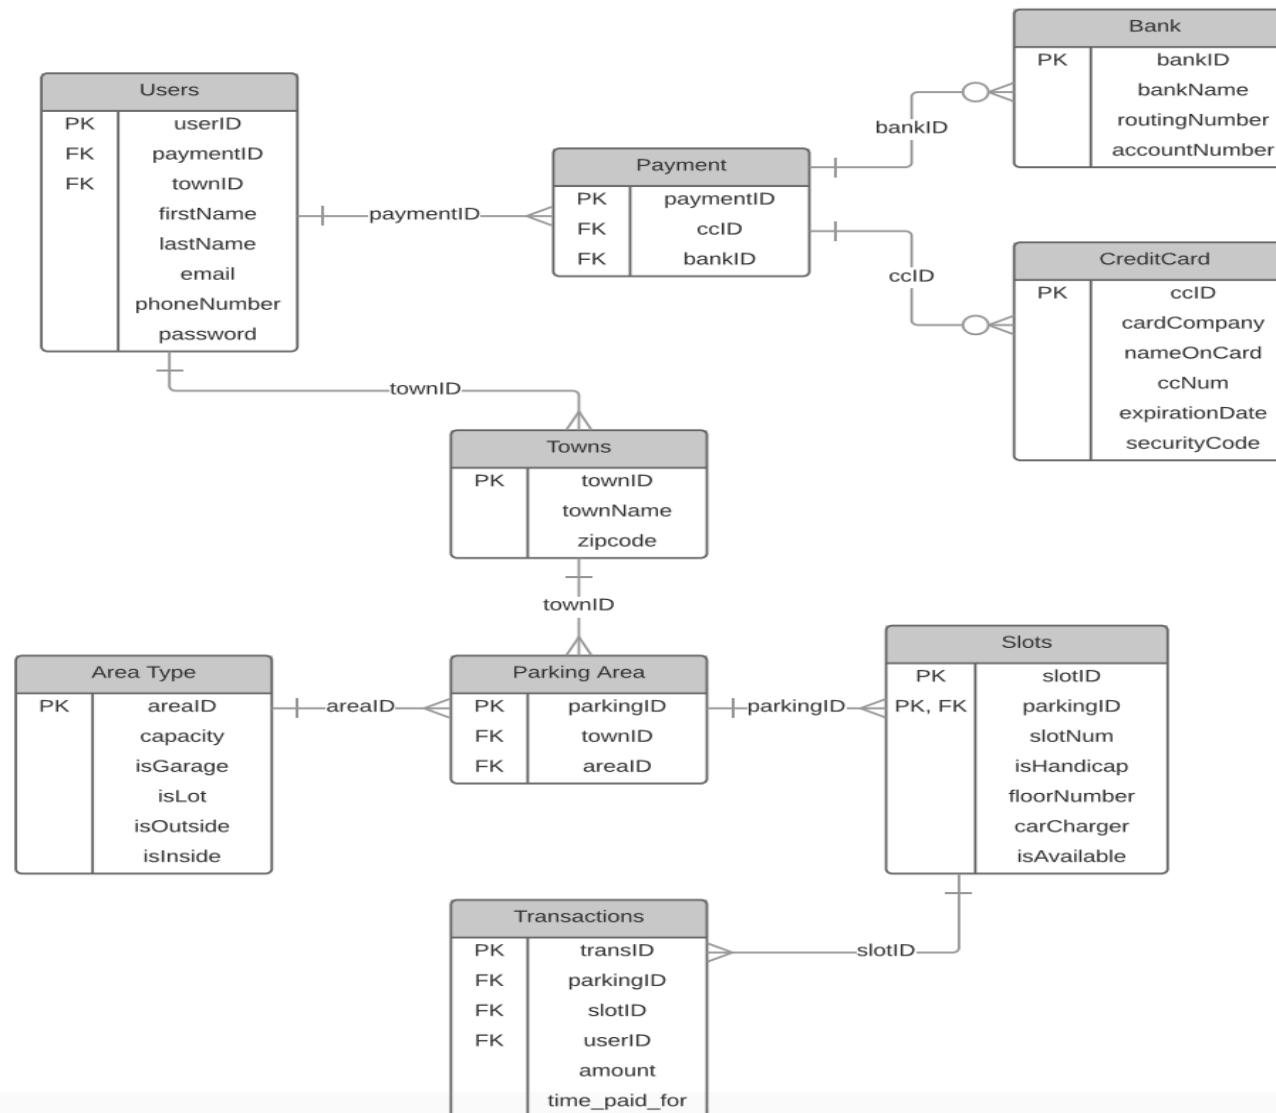 Bank
PK bankID
bankName
routingNumber
accountNumber
Users
PK userID
FK paymentID
FK townID
firstName
lastName
email
phoneNumber
password
paymentID
Payment
PK paymentID
FK ccID
FK bankID
bankID
ccID
CreditCard
PK ccID
cardCompany
nameOnCard
ccNum
expirationDate
securityCode
townID
Towns
PK townID
townName
zipcode
townID
Area Type
PK areaID
capacity
isGarage
isLot
isOutside
isInside
areaID
Parking Area
PK parkingID
FK townID
FK areaID
parkingID
Slots
PK slotID
PK, FK parkingID
slotNum
isHandicap
floorNumber
carCharger
isAvailable
slotID
Transactions
PK transID
FK parkingID
FK slotID
FK userID
amount
time_paid_for